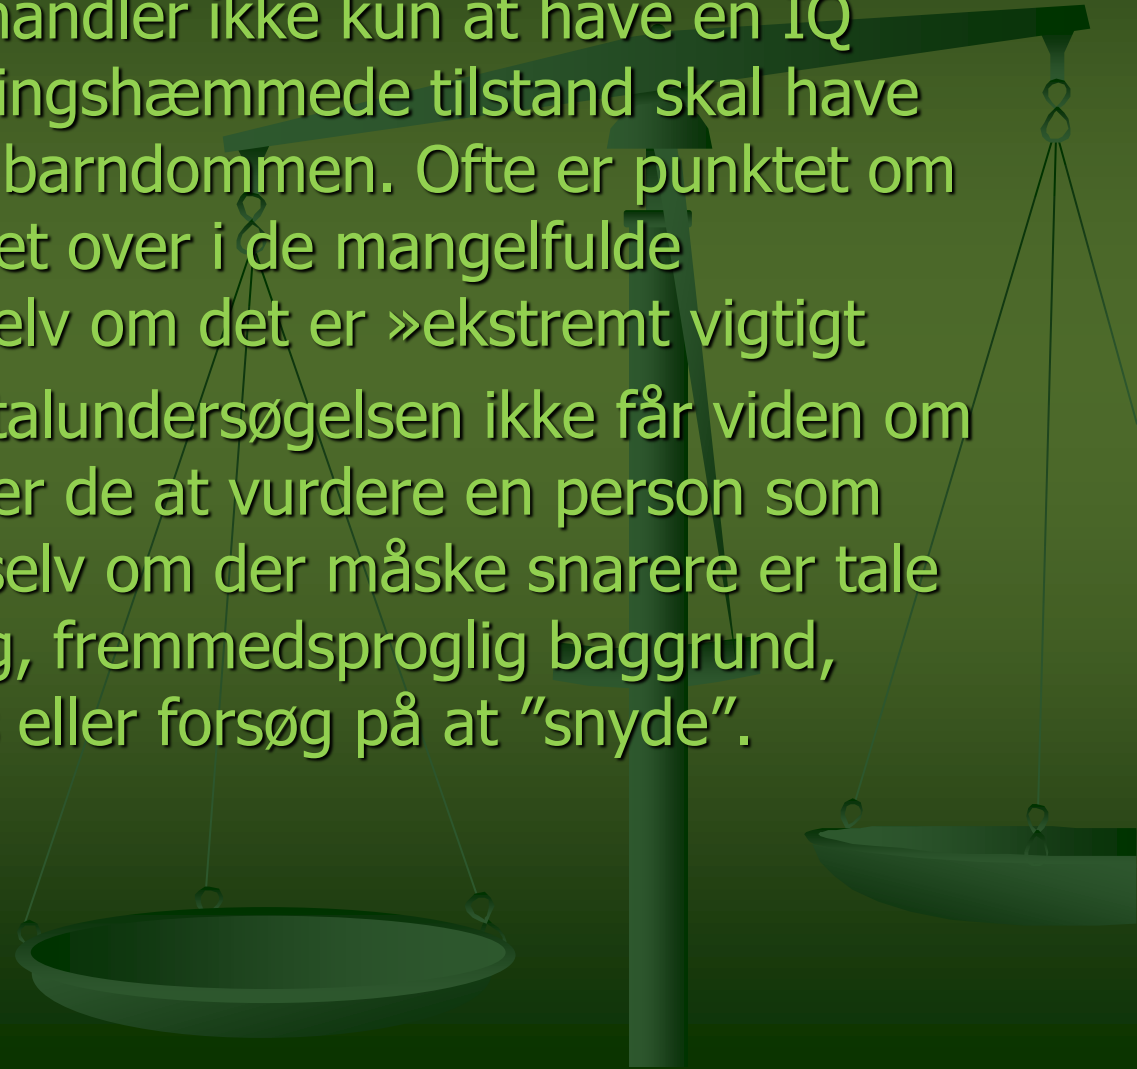 handler ikke kun at have en IQ
ingshæmmede tilstand skal have
barndommen. Ofte er punktet om
et over i de mangelfulde
elv om det er »ekstremt vigtigt
talundersøgelsen ikke får viden om
er de at vurdere en person som
selv om der måske snarere er tale
g, fremmedsproglig baggrund,
eller forsøg på at ”snyde”.